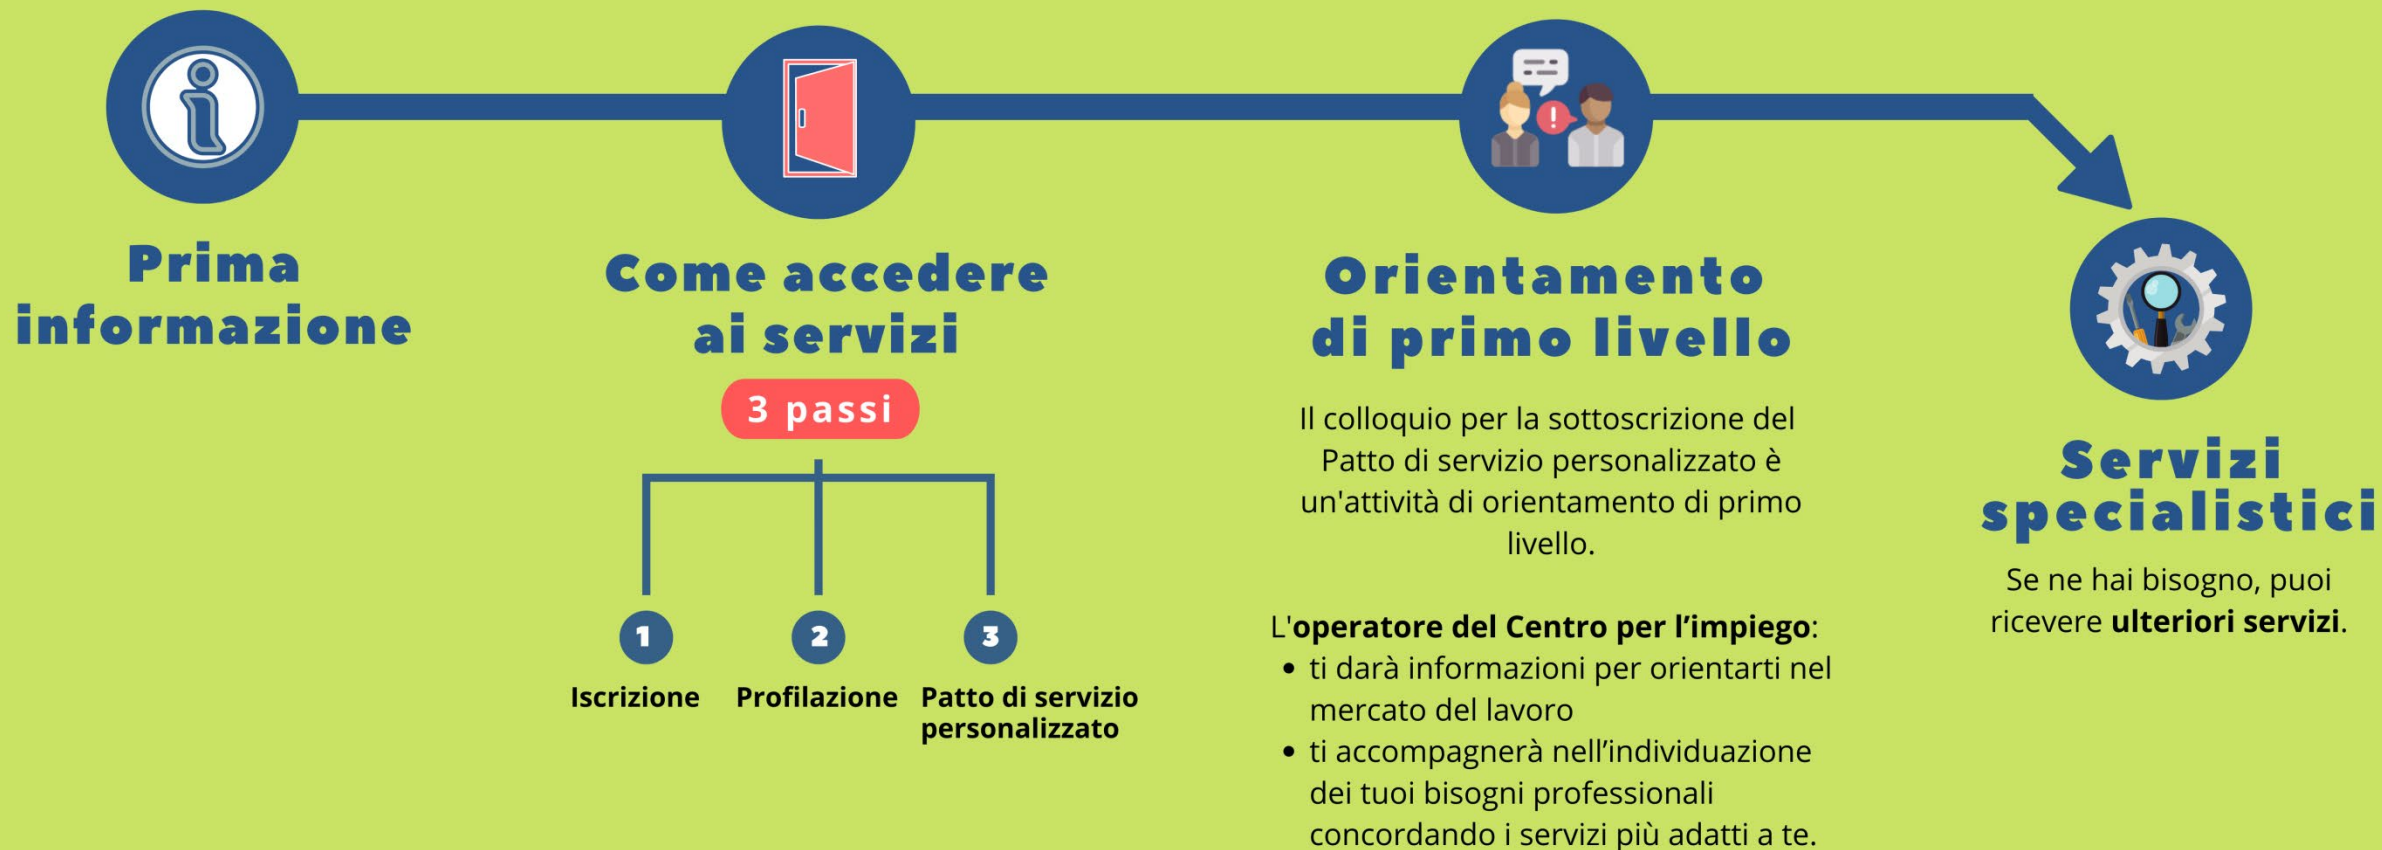 Prima
informazione
Come accedere
ai servizi
3 passi
1
Iscrizione
2
Profilazione
3
Patto di servizio
personalizzato
Orientamento
di primo livello
Il colloquio per la sottoscrizione del
Patto di servizio personalizzato è
un'attività di orientamento di primo
livello.
L'operatore del Centro per l’impiego:
• ti darà informazioni per orientarti nel
mercato del lavoro
• ti accompagnerà nell’individuazione
dei tuoi bisogni professionali
concordando i servizi più adatti a te.
Servizi
specialistici
Se ne hai bisogno, puoi
ricevere ulteriori servizi.